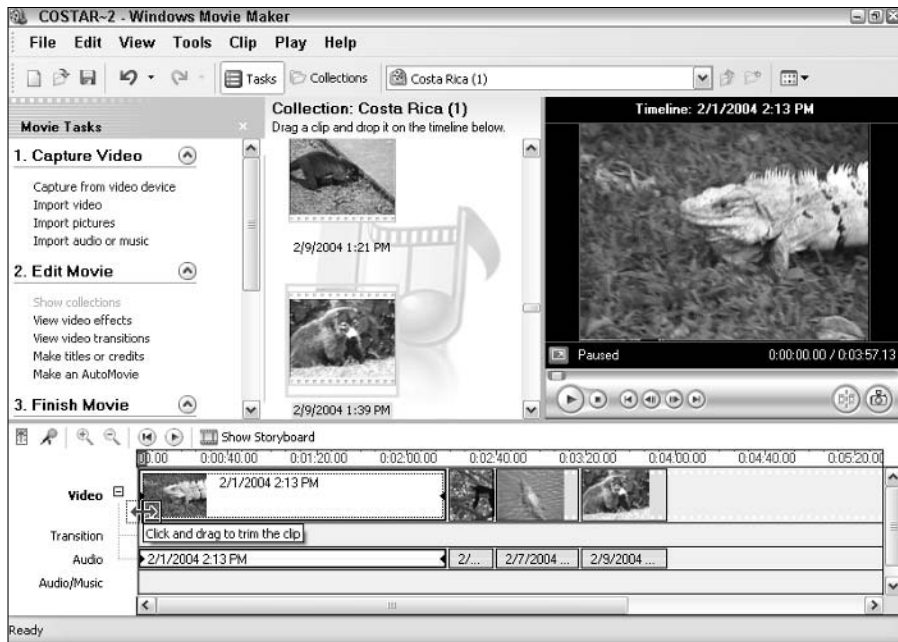 COSTAR~2 - Windows Movie Maker
File Edit View Tools Clip Play Help
Tasks Collections Costa Rica (1)
Movie Tasks
1. Capture Video
Capture from video device
Import video
Import pictures
Import audio or music
2. Edit Movie
Show collections
View video effects
View video transitions
Make titles or credits
Make an AutoMovie
3. Finish Movie
Collection: Costa Rica (1)
Drag a clip and drop it on the timeline below.
2/9/2004 1:21 PM
2/9/2004 1:39 PM
Timeline: 2/1/2004 2:13 PM
Paused 0:00:00.00 / 0:03:57.13
Show Storyboard
00.00 0:00:40.00 0:01:20.00 0:02:00.00 0:02:40.00 0:03:20.00 0:04:00.00 0:04:40.00 0:05:20.00
Video 2/1/2004 2:13 PM
Click and drag to trim the clip
Transition
Audio 2/1/2004 2:13 PM 2/... 2/7/2004 ... 2/9/2004 ...
Audio/Music
Ready